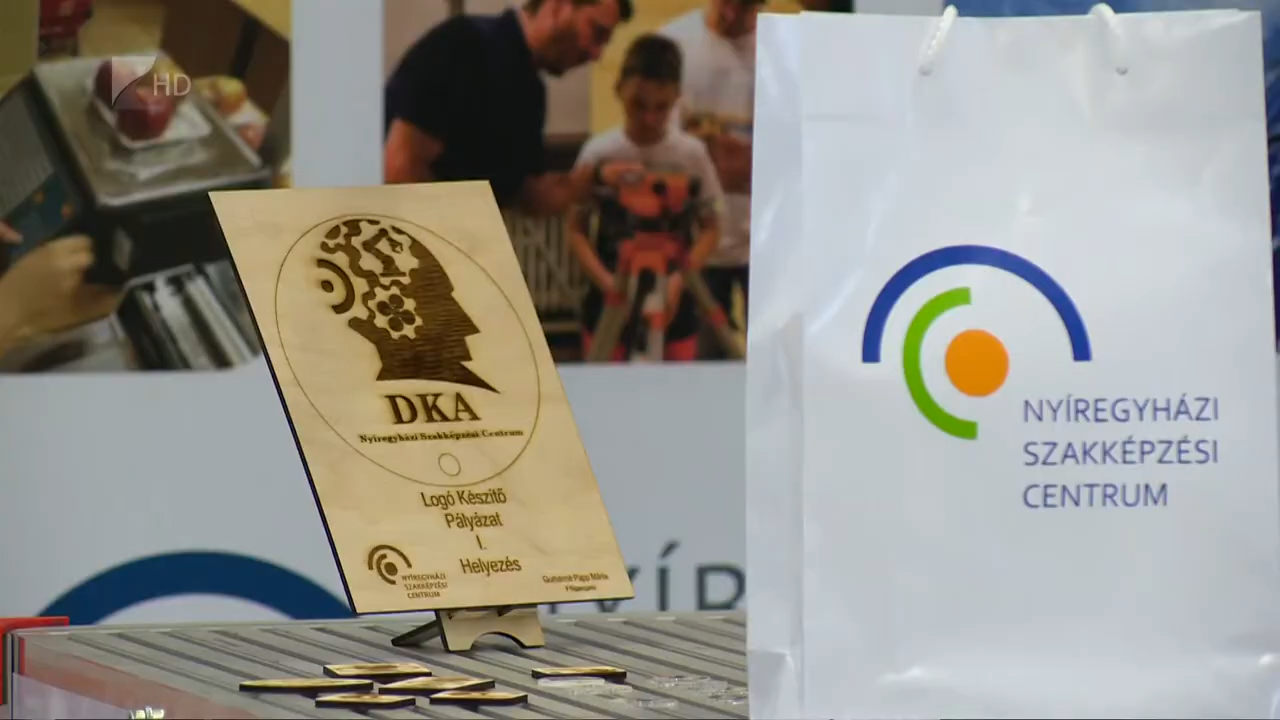 HD
DKA
Nyíregyházi Szakképzési Centrum
Logó Készítő
Pályázat
I.
Helyezés
NYÍREGYHÁZI
SZAKKÉPZÉSI
CENTRUM
NYÍREGYHÁZI
SZAKKÉPZÉSI
CENTRUM